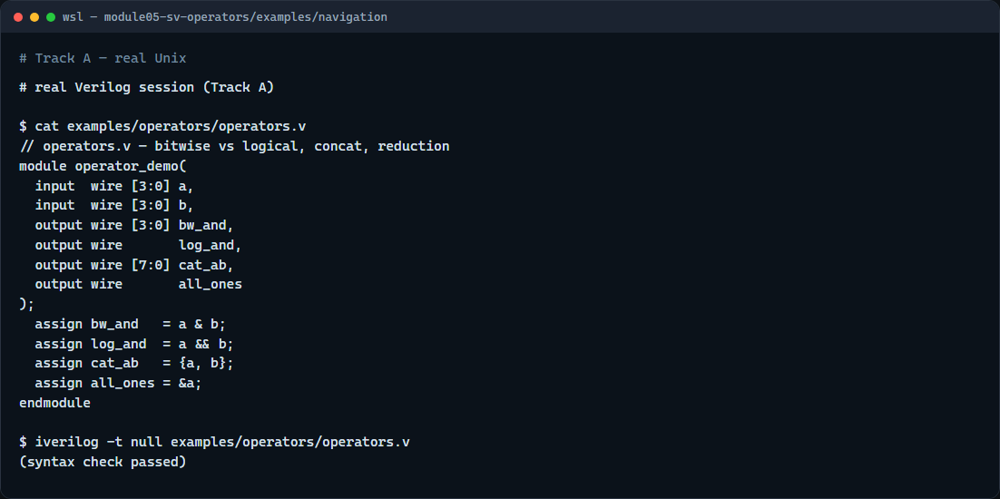 wsl — module05-sv-operators/examples/navigation
# Track A — real Unix
# real Verilog session (Track A)
$ cat examples/operators/operators.v
// operators.v — bitwise vs logical, concat, reduction
module operator_demo(
  input  wire [3:0] a,
  input  wire [3:0] b,
  output wire [3:0] bw_and,
  output wire       log_and,
  output wire [7:0] cat_ab,
  output wire       all_ones
);
  assign bw_and   = a & b;
  assign log_and  = a && b;
  assign cat_ab   = {a, b};
  assign all_ones = &a;
endmodule
$ iverilog -t null examples/operators/operators.v
(syntax check passed)